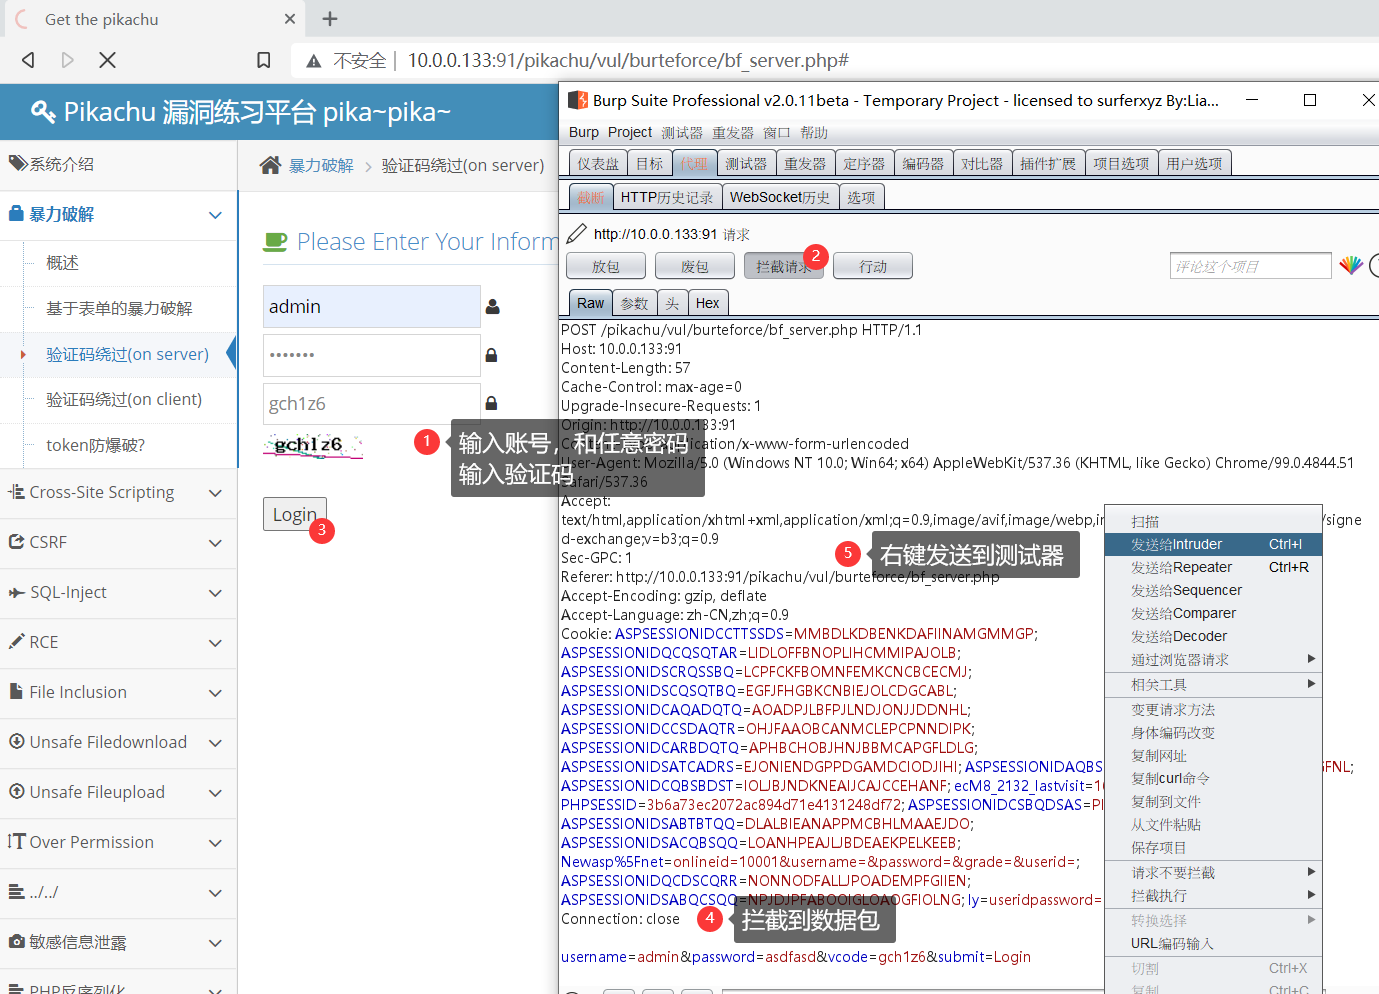 Get the pikachu
不安全
10.0.0.133:91/pikachu/vul/burteforce/bf_server.php#
Pikachu 漏洞练习平台 pika~pika~
系统介绍
暴力破解
概述
基于表单的暴力破解
验证码绕过(on server)
验证码绕过(on client)
token防爆破?
Cross-Site Scripting
CSRF
SQL-Inject
RCE
File Inclusion
Unsafe Filedownload
Unsafe Fileupload
Over Permission
../../
敏感信息泄露
PHP反序列化
暴力破解 > 验证码绕过(on server)
Please Enter Your Inform
admin
gch1z6
gch1z6
Login
1
输入账号，和任意密码
输入验证码
3
Burp Suite Professional v2.0.11beta - Temporary Project - licensed to surferxyz By:Lia...
Burp Project 测试器 重发器 窗口 帮助
仪表盘 目标 代理 测试器 重发器 定序器 编码器 对比器 插件扩展 项目选项 用户选项
截断 HTTP历史记录 WebSocket历史 选项
http://10.0.0.133:91 请求
放包 废包 拦截请求 2 行动 评论这个项目
Raw 参数 头 Hex
POST /pikachu/vul/burteforce/bf_server.php HTTP/1.1
Host: 10.0.0.133:91
Content-Length: 57
Cache-Control: max-age=0
Upgrade-Insecure-Requests: 1
Origin: http://10.0.0.133:91
application/x-www-form-urlencoded
User-Agent: Mozilla/5.0 (Windows NT 10.0; Win64; x64) AppleWebKit/537.36 (KHTML, like Gecko) Chrome/99.0.4844.51
Safari/537.36
Accept:
text/html,application/xhtml+xml,application/xml;q=0.9,image/avif,image/webp,i /signe
d-exchange;v=b3;q=0.9
Sec-GPC: 1
5
右键发送到测试器
Referer: http://10.0.0.133:91/pikachu/vul/burteforce/bf_server.php
Accept-Encoding: gzip, deflate
Accept-Language: zh-CN,zh;q=0.9
Cookie: ASPSESSIONIDCCTTSSDS=MMBDLKDBENKDAFIINAMGMMGP;
ASPSESSIONIDQCQSQTAR=LIDLOFFBNOPLIHCMMIPAJOLB;
ASPSESSIONIDSCRQSSBQ=LCPFCKFBOMNFEMKCNCBCECMJ;
ASPSESSIONIDSCQSQTBQ=EGFJFHGBKCNBIEJOLCDGCABL;
ASPSESSIONIDCAQADQTQ=AOADPJLBFPJLNDJONJJDDNHL;
ASPSESSIONIDCCSDAQTR=OHJFAAOBCANMCLEPCPNNDIPK;
ASPSESSIONIDCARBDQTQ=APHBCHOBJHNJBBMCAPGFLDLG;
ASPSESSIONIDSATCADRS=EJONIENDGPPDGAMDCIODJIHI; ASPSESSIONIDAQBS GFNL;
ASPSESSIONIDCQBSBDST=IOLJBJNDKNEAIJCAJCCEHANF; ecM8_2132_lastvisit=1
PHPSESSID=3b6a73ec2072ac894d71e4131248df72; ASPSESSIONIDCSBQDSAS=P
ASPSESSIONIDSABTBTQQ=DLALBIEANAPPMCBHLMAAEJDO;
ASPSESSIONIDSACQBSQQ=LOANHPEAJLJBDEAEKPELKEEB;
Newasp%5Fnet=onlineid=10001&username=&password=&grade=&userid=;
ASPSESSIONIDQCDSCQRR=NONNODFALLJPOADEMPFGIIEN;
ASPSESSIONIDSABQCSQQ=NPJDJPFABOOIGLOAOGFIOLNG; ly=useridpassword=
Connection: close
4
拦截到数据包
username=admin&password=asdfasd&vcode=gch1z6&submit=Login
扫描
发送给Intruder Ctrl+I
发送给Repeater Ctrl+R
发送给Sequencer
发送给Comparer
发送给Decoder
通过浏览器请求
相关工具
变更请求方法
身体编码改变
复制网址
复制curl命令
复制到文件
从文件粘贴
保存项目
请求不要拦截
拦截执行
转换选择
URL编码输入
切割 Ctrl+X
复制 Ctrl+C